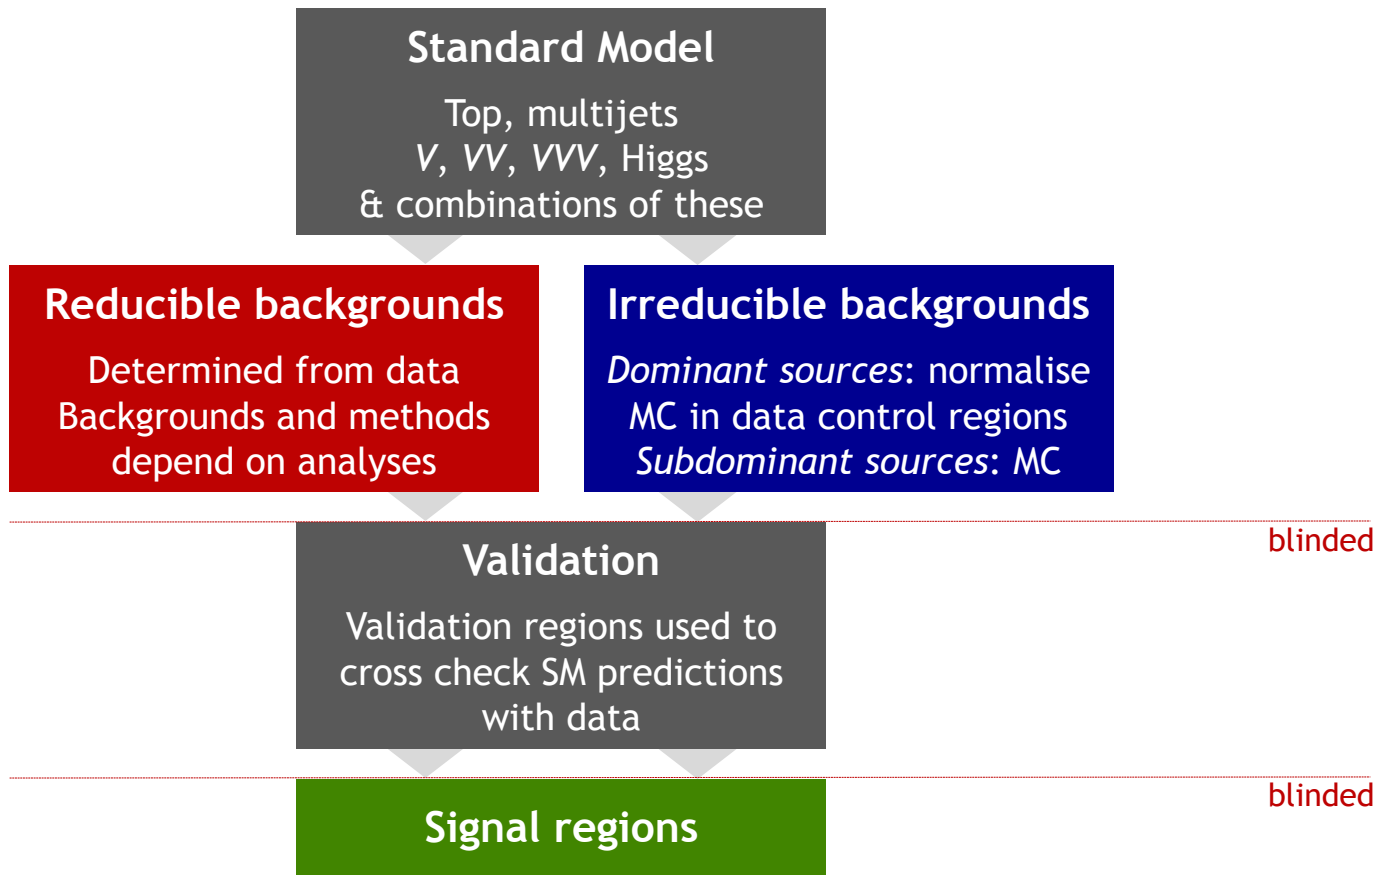 Standard Model
Top, multijets
V, VV, VVV, Higgs
& combinations of these
Reducible backgrounds
Determined from data
Backgrounds and methods
depend on analyses
Irreducible backgrounds
Dominant sources: normalise
MC in data control regions
Subdominant sources: MC
blinded
Validation
Validation regions used to
cross check SM predictions
with data
blinded
Signal regions